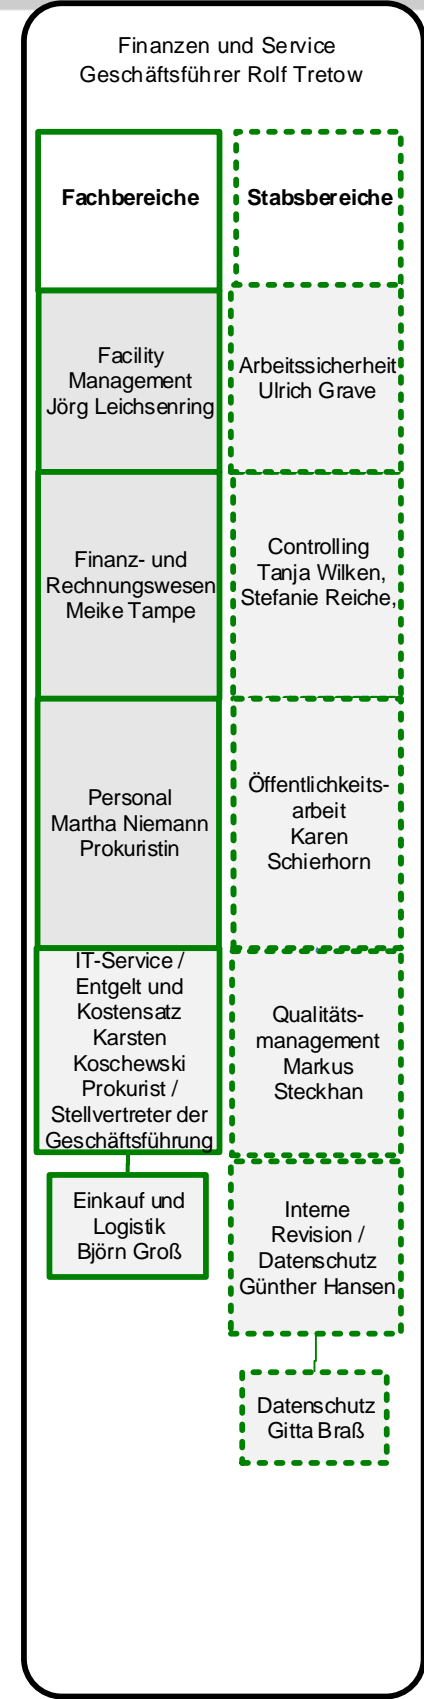 Finanzen und Service
Geschäftsführer Rolf Tretow
Fachbereiche
Facility
Management
Jörg Leichsenring
Finanz- und
Rechnungswesen
Meike Tampe
Personal
Martha Niemann
Prokuristin
IT-Service /
Entgelt und
Kostensatz
Karsten
Koschewski
Prokurist /
Stellvertreter der
Geschäftsführung
Einkauf und
Logistik
Björn Groß
Stabsbereiche
Arbeitssicherheit
Ulrich Grave
Controlling
Tanja Wilken,
Stefanie Reiche,
Öffentlichkeits-
arbeit
Karen
Schierhorn
Qualitäts-
management
Markus
Steckhan
Interne
Revision /
Datenschutz
Günther Hansen
Datenschutz
Gitta Braß